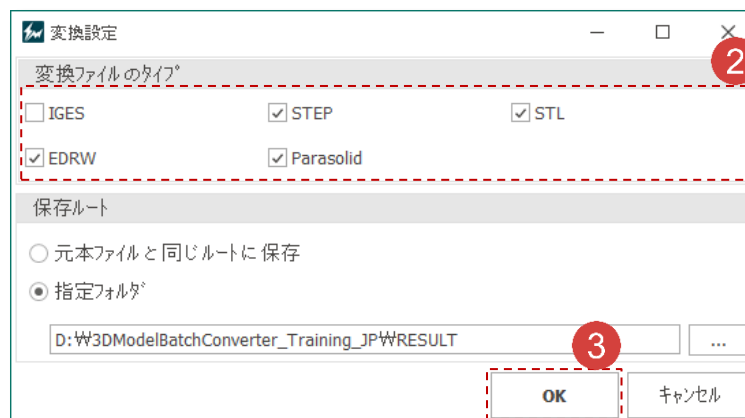 変換設定
変換ファイルのタイプ
2
IGES
STEP
STL
EDRW
Parasolid
保存ルート
元本ファイルと同じルートに保存
指定フォルダ
D:₩3DModelBatchConverter_Training_JP₩RESULT
...
3
OK
キャンセル